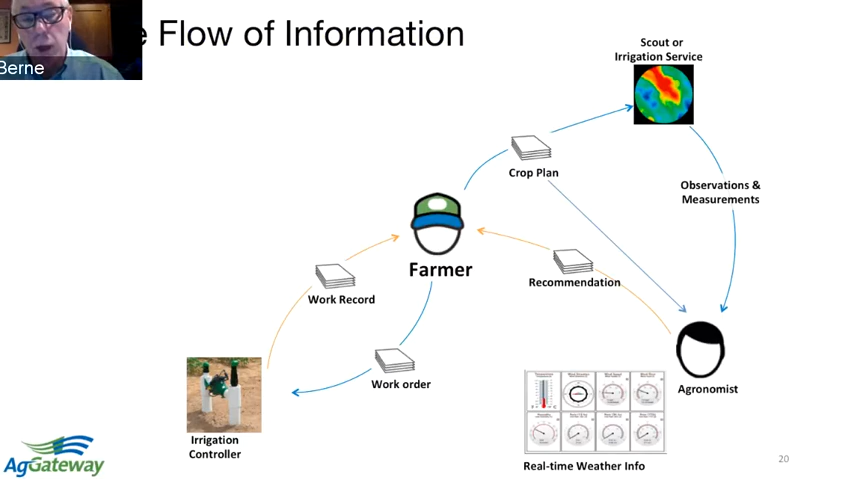 e Flow of Information
Berne
Scout or
Irrigation Service
Crop Plan
Observations &
Measurements
Farmer
Recommendation
Work Record
Work order
Agronomist
Irrigation
Controller
Real-time Weather Info
AgGateway
20